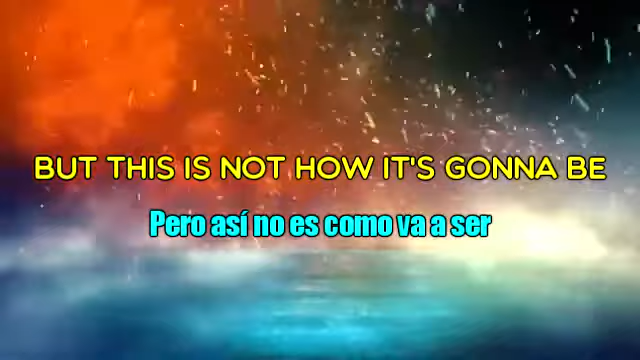 BUT THIS IS NOT HOW IT'S GONNA BE
Pero así no es como va a ser